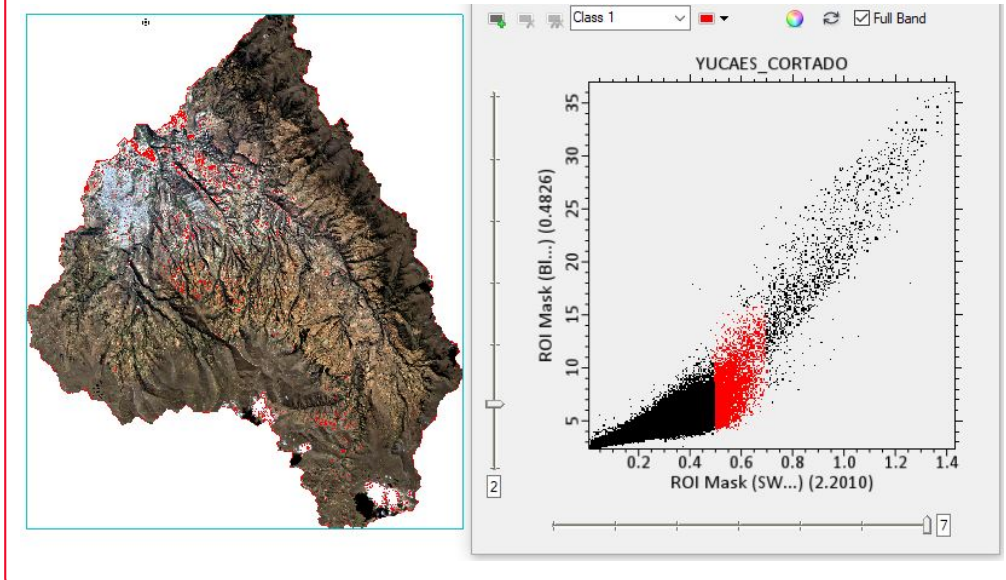 Class 1
Full Band
YUCAES_CORTADO
ROI Mask (Bl...) (0.4826)
35
30
25
20
15
10
5
0.2 0.4 0.6 0.8 1.0 1.2 1.4
ROI Mask (SW...) (2.2010)
2
7